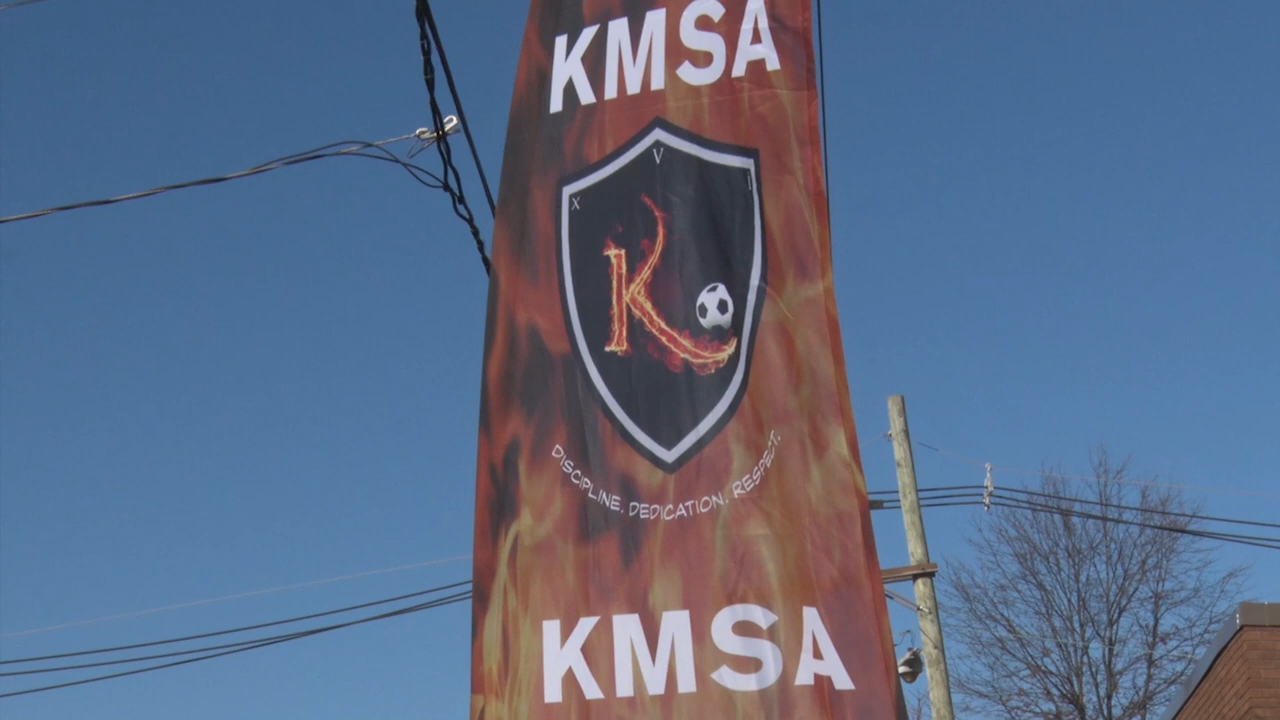 KMSA
V
X I
K
DISCIPLINE. DEDICATION. RESPECT.
KMSA